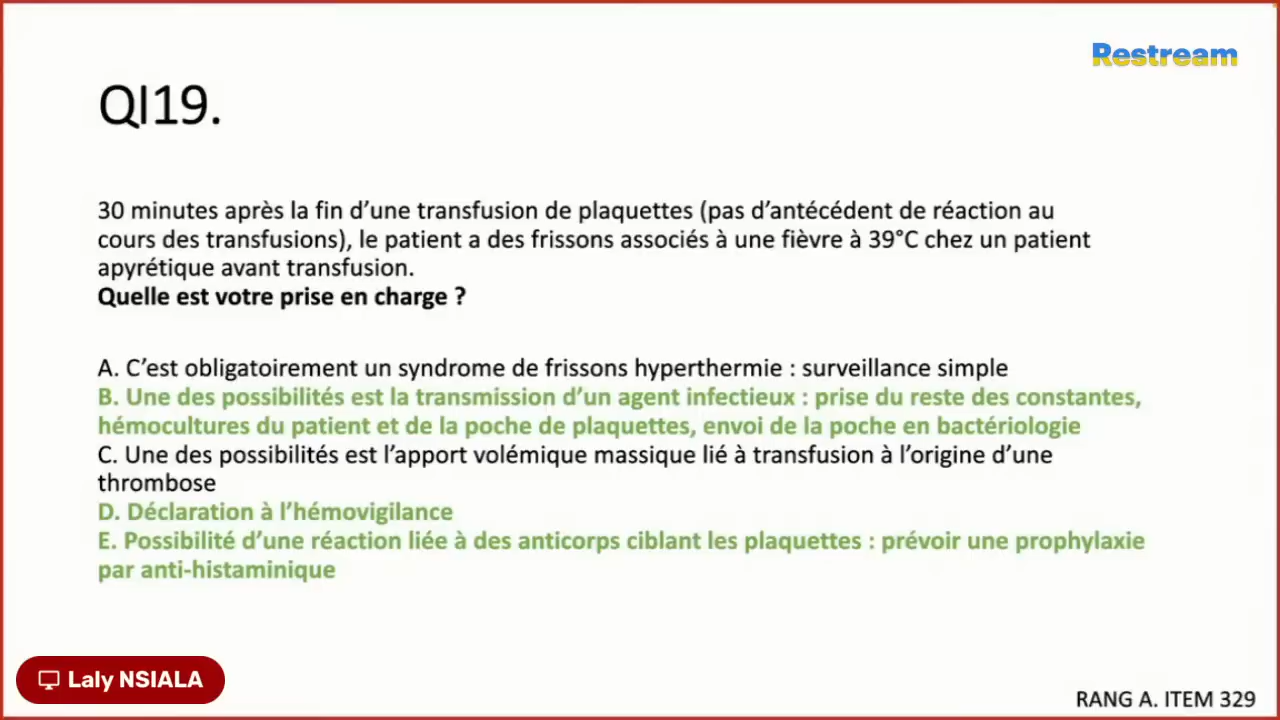 Restream
QI19.
30 minutes après la fin d’une transfusion de plaquettes (pas d’antécédent de réaction au
cours des transfusions), le patient a des frissons associés à une fièvre à 39°C chez un patient
apyrétique avant transfusion.
Quelle est votre prise en charge ?
A. C’est obligatoirement un syndrome de frissons hyperthermie : surveillance simple
B. Une des possibilités est la transmission d’un agent infectieux : prise du reste des constantes,
hémocultures du patient et de la poche de plaquettes, envoi de la poche en bactériologie
C. Une des possibilités est l’apport volémique massique lié à transfusion à l’origine d’une
thrombose
D. Déclaration à l’hémovigilance
E. Possibilité d’une réaction liée à des anticorps ciblant les plaquettes : prévoir une prophylaxie
par anti-histaminique
Laly NSIALA
RANG A. ITEM 329